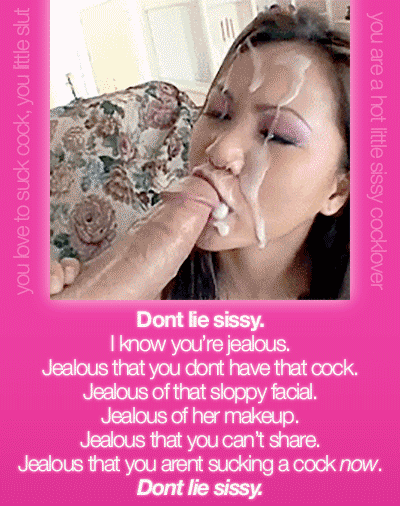 you love to suck cock, you little slut
you are a hot little sissy cocklover
Dont lie sissy.
I know you're jealous.
Jealous that you dont have that cock.
Jealous of that sloppy facial.
Jealous of her makeup.
Jealous that you can't share.
Jealous that you arent sucking a cock now.
Dont lie sissy.